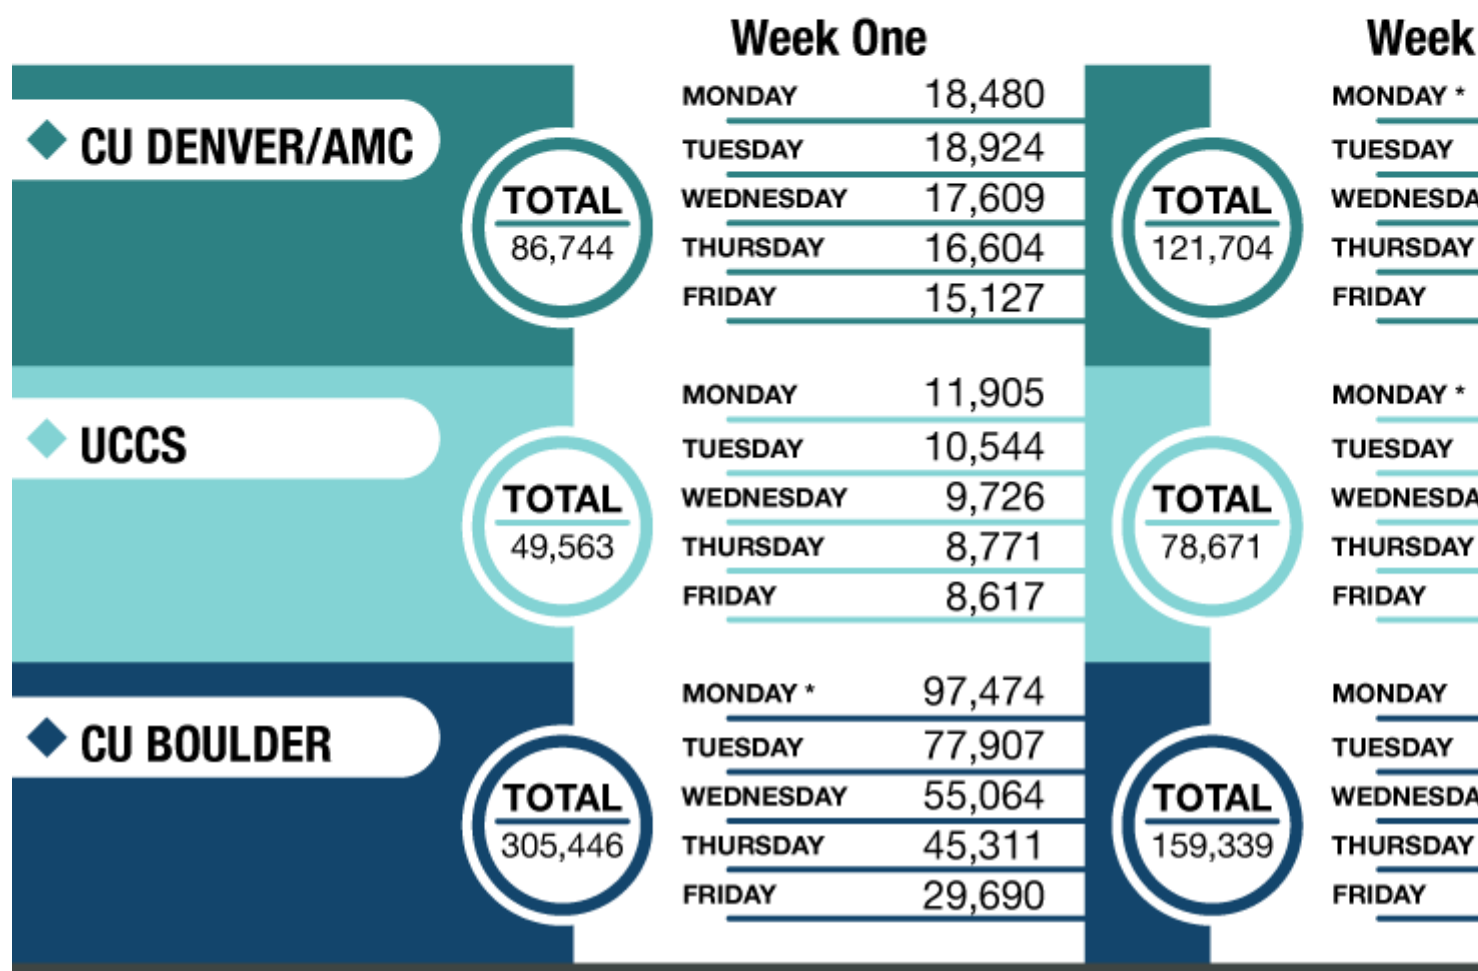 Week One
Week
CU DENVER/AMC
TOTAL
86,744
MONDAY 18,480
TUESDAY 18,924
WEDNESDAY 17,609
THURSDAY 16,604
FRIDAY 15,127
TOTAL
121,704
MONDAY *
TUESDAY
WEDNESDA
THURSDAY
FRIDAY
UCCS
TOTAL
49,563
MONDAY 11,905
TUESDAY 10,544
WEDNESDAY 9,726
THURSDAY 8,771
FRIDAY 8,617
TOTAL
78,671
MONDAY *
TUESDAY
WEDNESDA
THURSDAY
FRIDAY
CU BOULDER
TOTAL
305,446
MONDAY * 97,474
TUESDAY 77,907
WEDNESDAY 55,064
THURSDAY 45,311
FRIDAY 29,690
TOTAL
159,339
MONDAY
TUESDAY
WEDNESDA
THURSDAY
FRIDAY